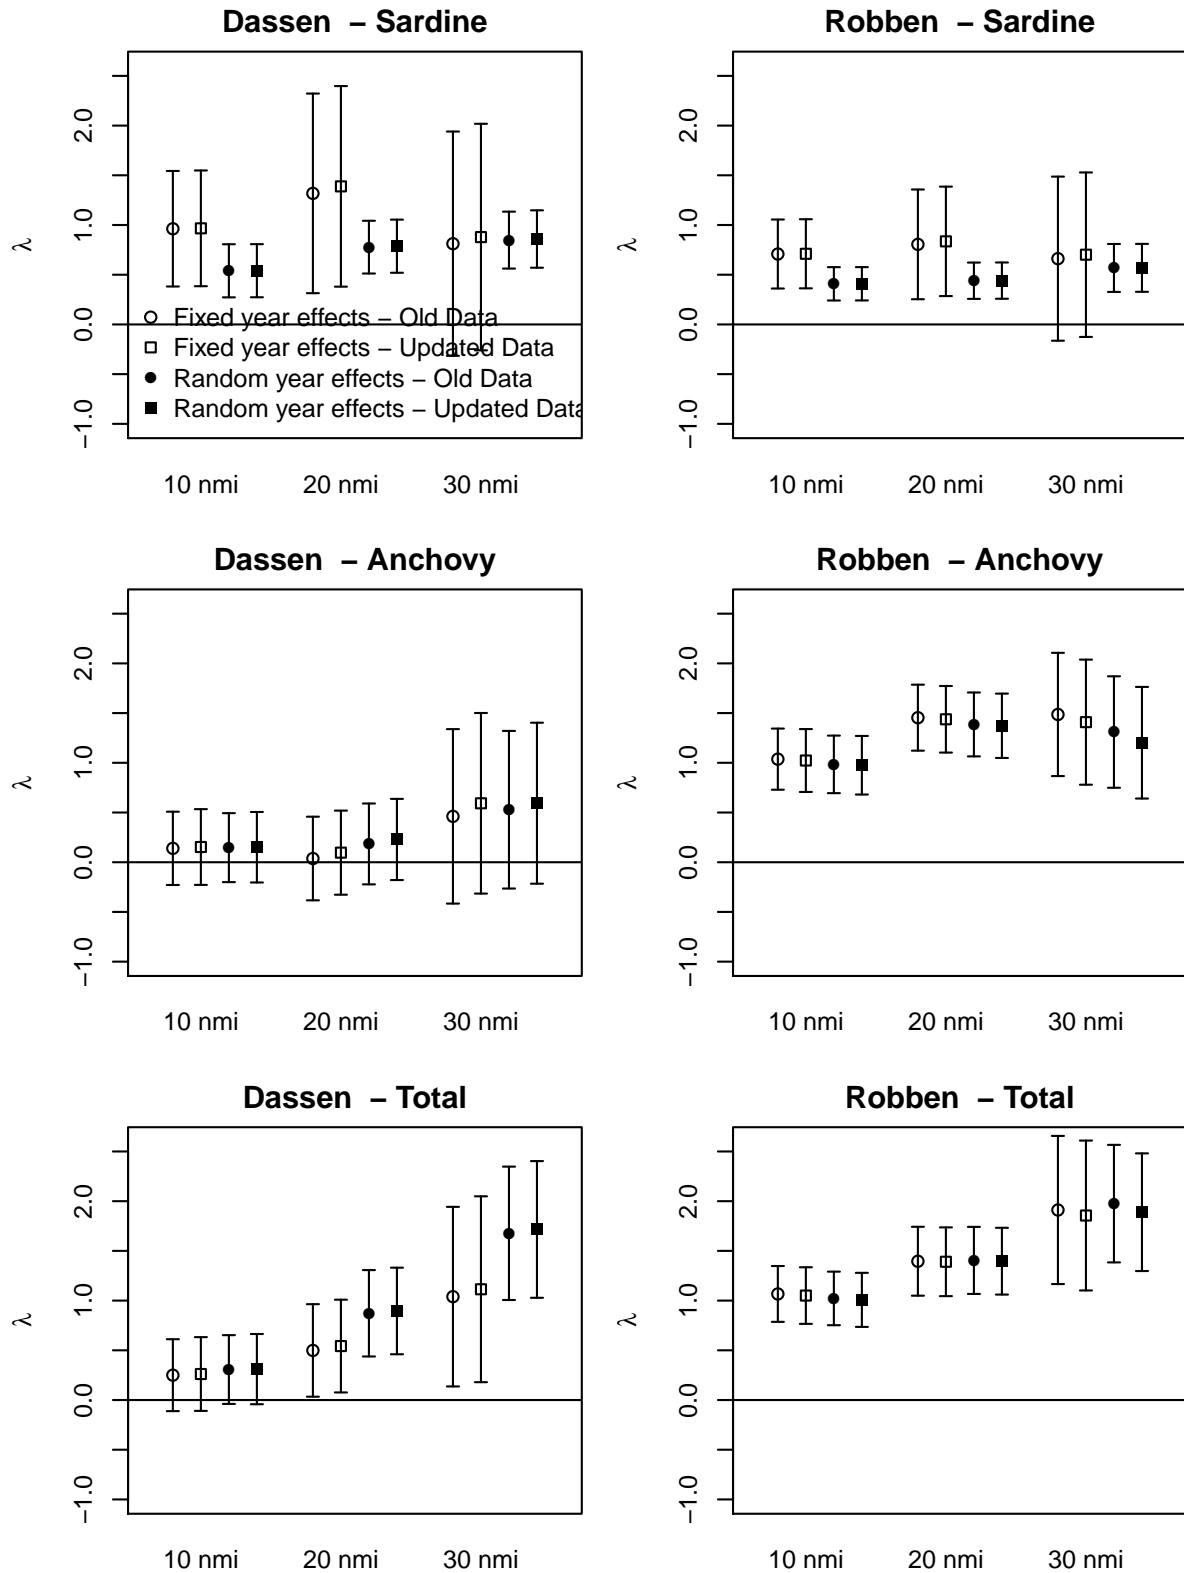 Dassen – Sardine
Robben – Sardine
λ
2.0
1.0
0.0
−1.0
Fixed year effects – Old Data
Fixed year effects – Updated Data
Random year effects – Old Data
Random year effects – Updated Data
10 nmi 20 nmi 30 nmi
λ
2.0
1.0
0.0
−1.0
10 nmi 20 nmi 30 nmi
Dassen – Anchovy
Robben – Anchovy
λ
2.0
1.0
0.0
−1.0
10 nmi 20 nmi 30 nmi
λ
2.0
1.0
0.0
−1.0
10 nmi 20 nmi 30 nmi
Dassen – Total
Robben – Total
λ
2.0
1.0
0.0
−1.0
10 nmi 20 nmi 30 nmi
λ
2.0
1.0
0.0
−1.0
10 nmi 20 nmi 30 nmi